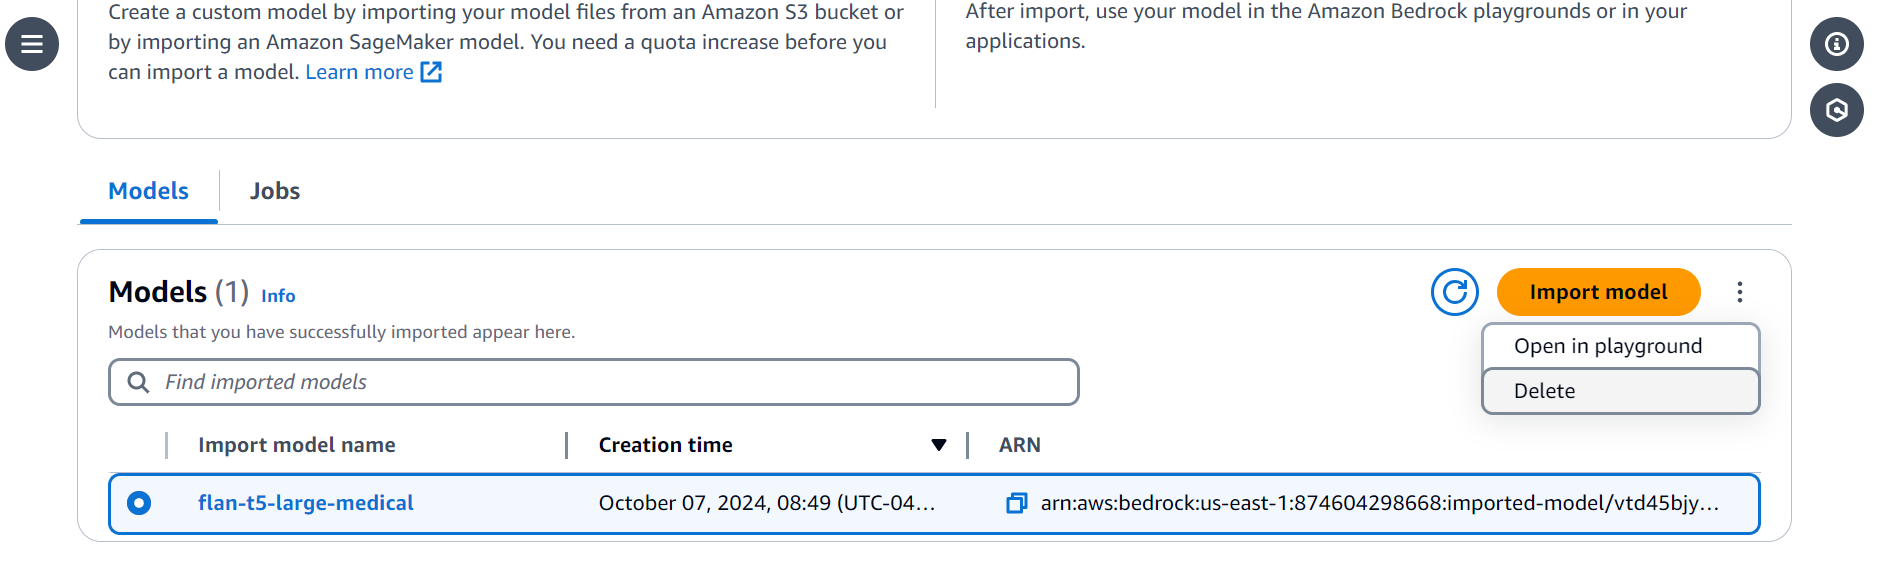 Create a custom model by importing your model files from an Amazon S3 bucket or
by importing an Amazon SageMaker model. You need a quota increase before you
can import a model. Learn more
After import, use your model in the Amazon Bedrock playgrounds or in your
applications.
Models
Jobs
Models (1) Info
Import model
Models that you have successfully imported appear here.
Open in playground
Delete
Find imported models
Import model name
Creation time
ARN
flan-t5-large-medical
October 07, 2024, 08:49 (UTC-04...
arn:aws:bedrock:us-east-1:874604298668:imported-model/vtd45bjy...